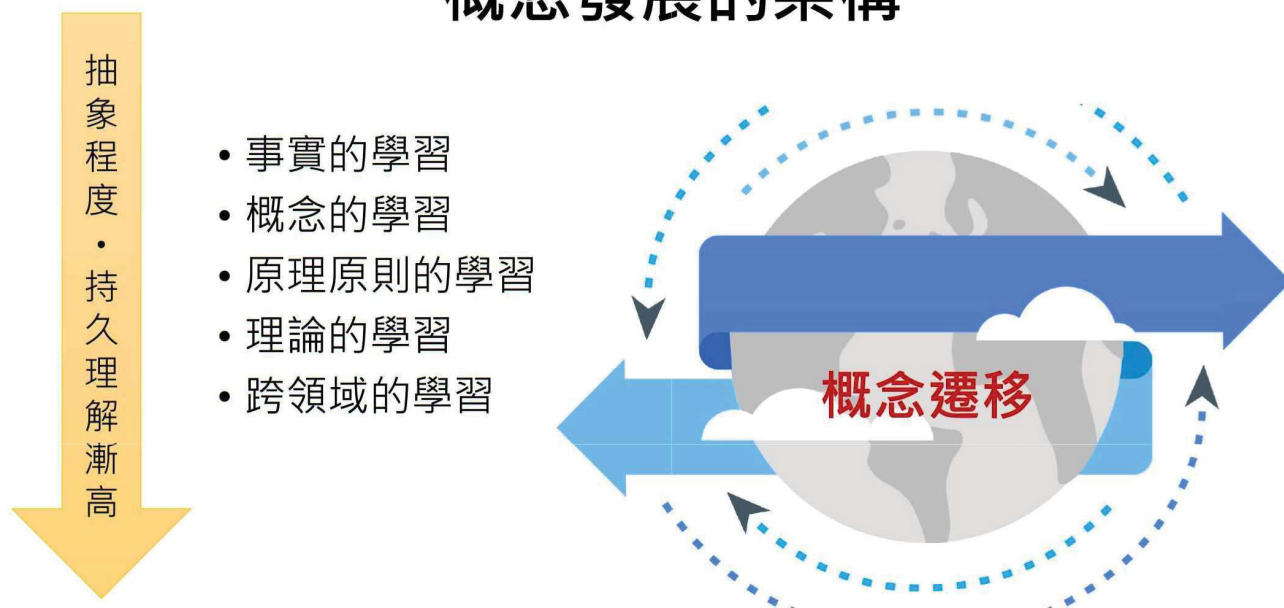 概念發展的架構
抽象程度・持久理解漸高
• 事實的學習
• 概念的學習
• 原理原則的學習
• 理論的學習
• 跨領域的學習
概念遷移